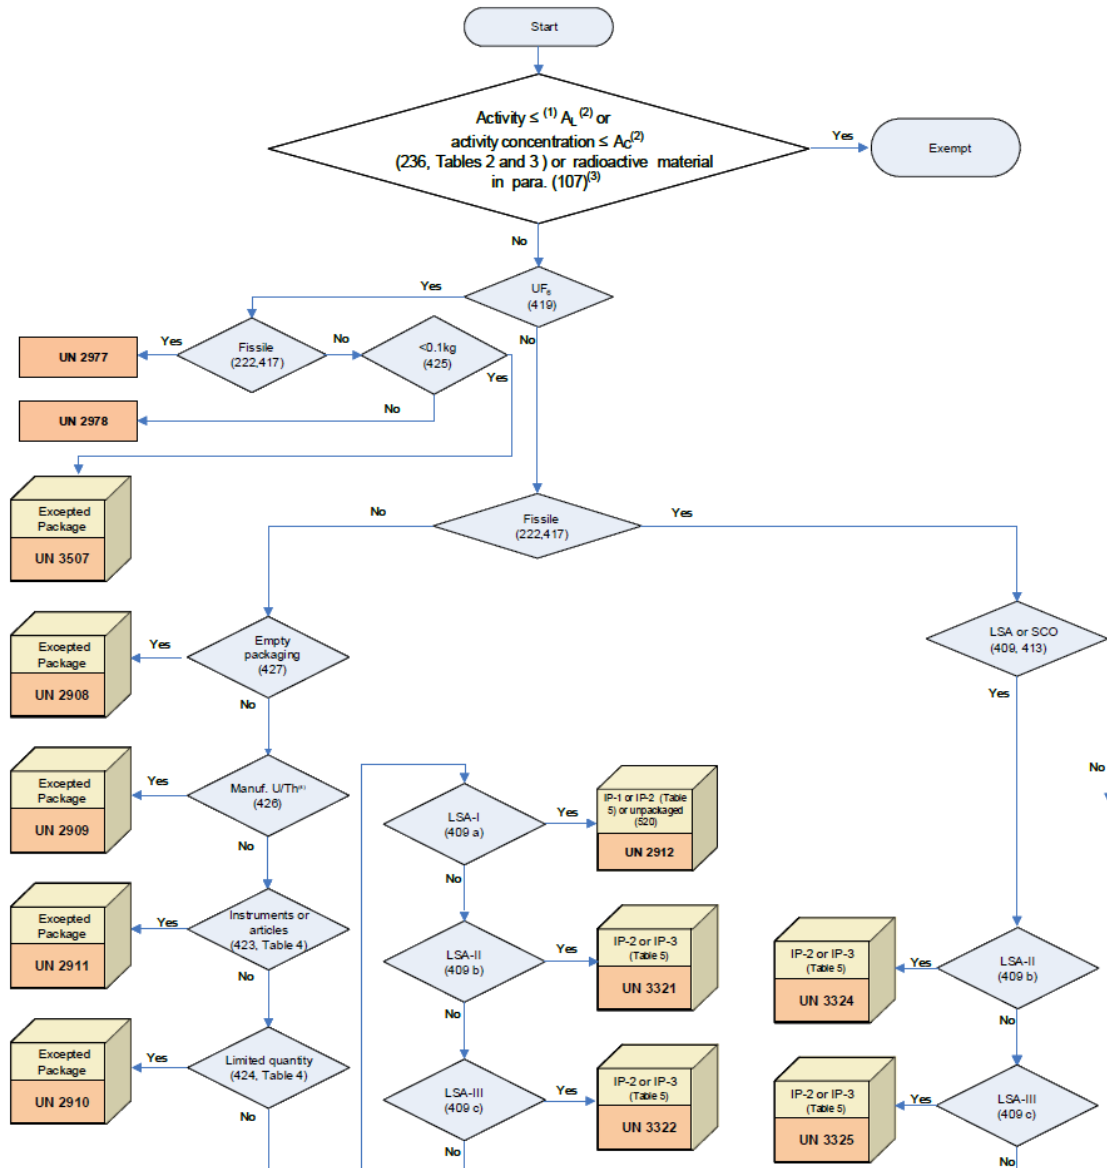 Start
Activity ≤ (1) AL (2) or
activity concentration ≤ AC(2)
(236, Tables 2 and 3 ) or radioactive material
in para. (107)(3)
Yes
Exempt
No
UF6
(419)
Yes
No
Fissile
(222,417)
Yes
No
UN 2977
<0.1kg
(425)
Yes
No
UN 2978
Excepted
Package
UN 3507
Fissile
(222,417)
No
Yes
Empty
packaging
(427)
Yes
Excepted
Package
UN 2908
No
LSA or SCO
(409, 413)
Yes
No
Manuf. U/Th
(426)
Yes
Excepted
Package
UN 2909
No
LSA-I
(409 a)
Yes
IP-1 or IP-2 (Table
5) or unpackaged
(520)
UN 2912
No
Instruments or
articles
(423, Table 4)
Yes
Excepted
Package
UN 2911
No
LSA-II
(409 b)
Yes
IP-2 or IP-3
(Table 5)
UN 3321
No
IP-2 or IP-3
(Table 5)
UN 3324
Yes
LSA-II
(409 b)
No
Limited quantity
(424, Table 4)
Yes
Excepted
Package
UN 2910
No
LSA-III
(409 c)
Yes
IP-2 or IP-3
(Table 5)
UN 3322
No
IP-2 or IP-3
(Table 5)
UN 3325
Yes
LSA-III
(409 c)
No